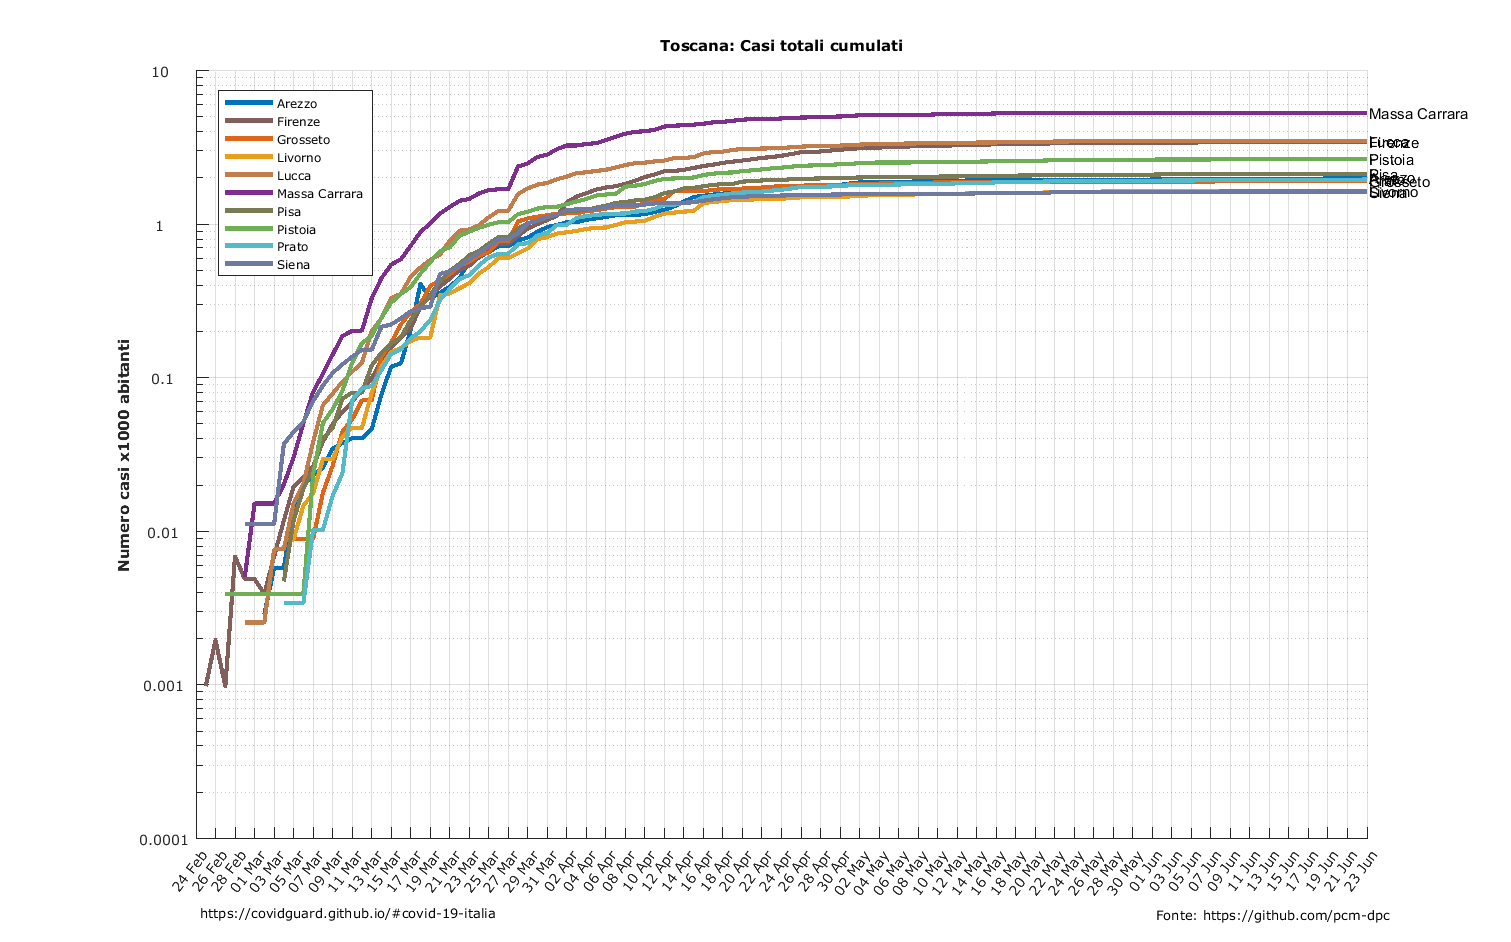 Toscana: Casi totali cumulati
10
1
0.1
0.01
0.001
0.0001
Numero casi x1000 abitanti
Arezzo
Firenze
Grosseto
Livorno
Lucca
Massa Carrara
Pisa
Pistoia
Prato
Siena
Massa Carrara
Lucca
Firenze
Pistoia
Pisa
Arezzo
Grosseto
Livorno
Siena
24 Feb
26 Feb
28 Feb
01 Mar
03 Mar
05 Mar
07 Mar
09 Mar
11 Mar
13 Mar
15 Mar
17 Mar
19 Mar
21 Mar
23 Mar
25 Mar
27 Mar
29 Mar
31 Mar
02 Apr
04 Apr
06 Apr
08 Apr
10 Apr
12 Apr
14 Apr
16 Apr
18 Apr
20 Apr
22 Apr
24 Apr
26 Apr
28 Apr
30 Apr
02 May
04 May
06 May
08 May
10 May
12 May
14 May
16 May
18 May
20 May
22 May
24 May
26 May
28 May
30 May
01 Jun
03 Jun
05 Jun
07 Jun
09 Jun
11 Jun
13 Jun
15 Jun
17 Jun
19 Jun
21 Jun
23 Jun
https://covidguard.github.io/#covid-19-italia
Fonte: https://github.com/pcm-dpc